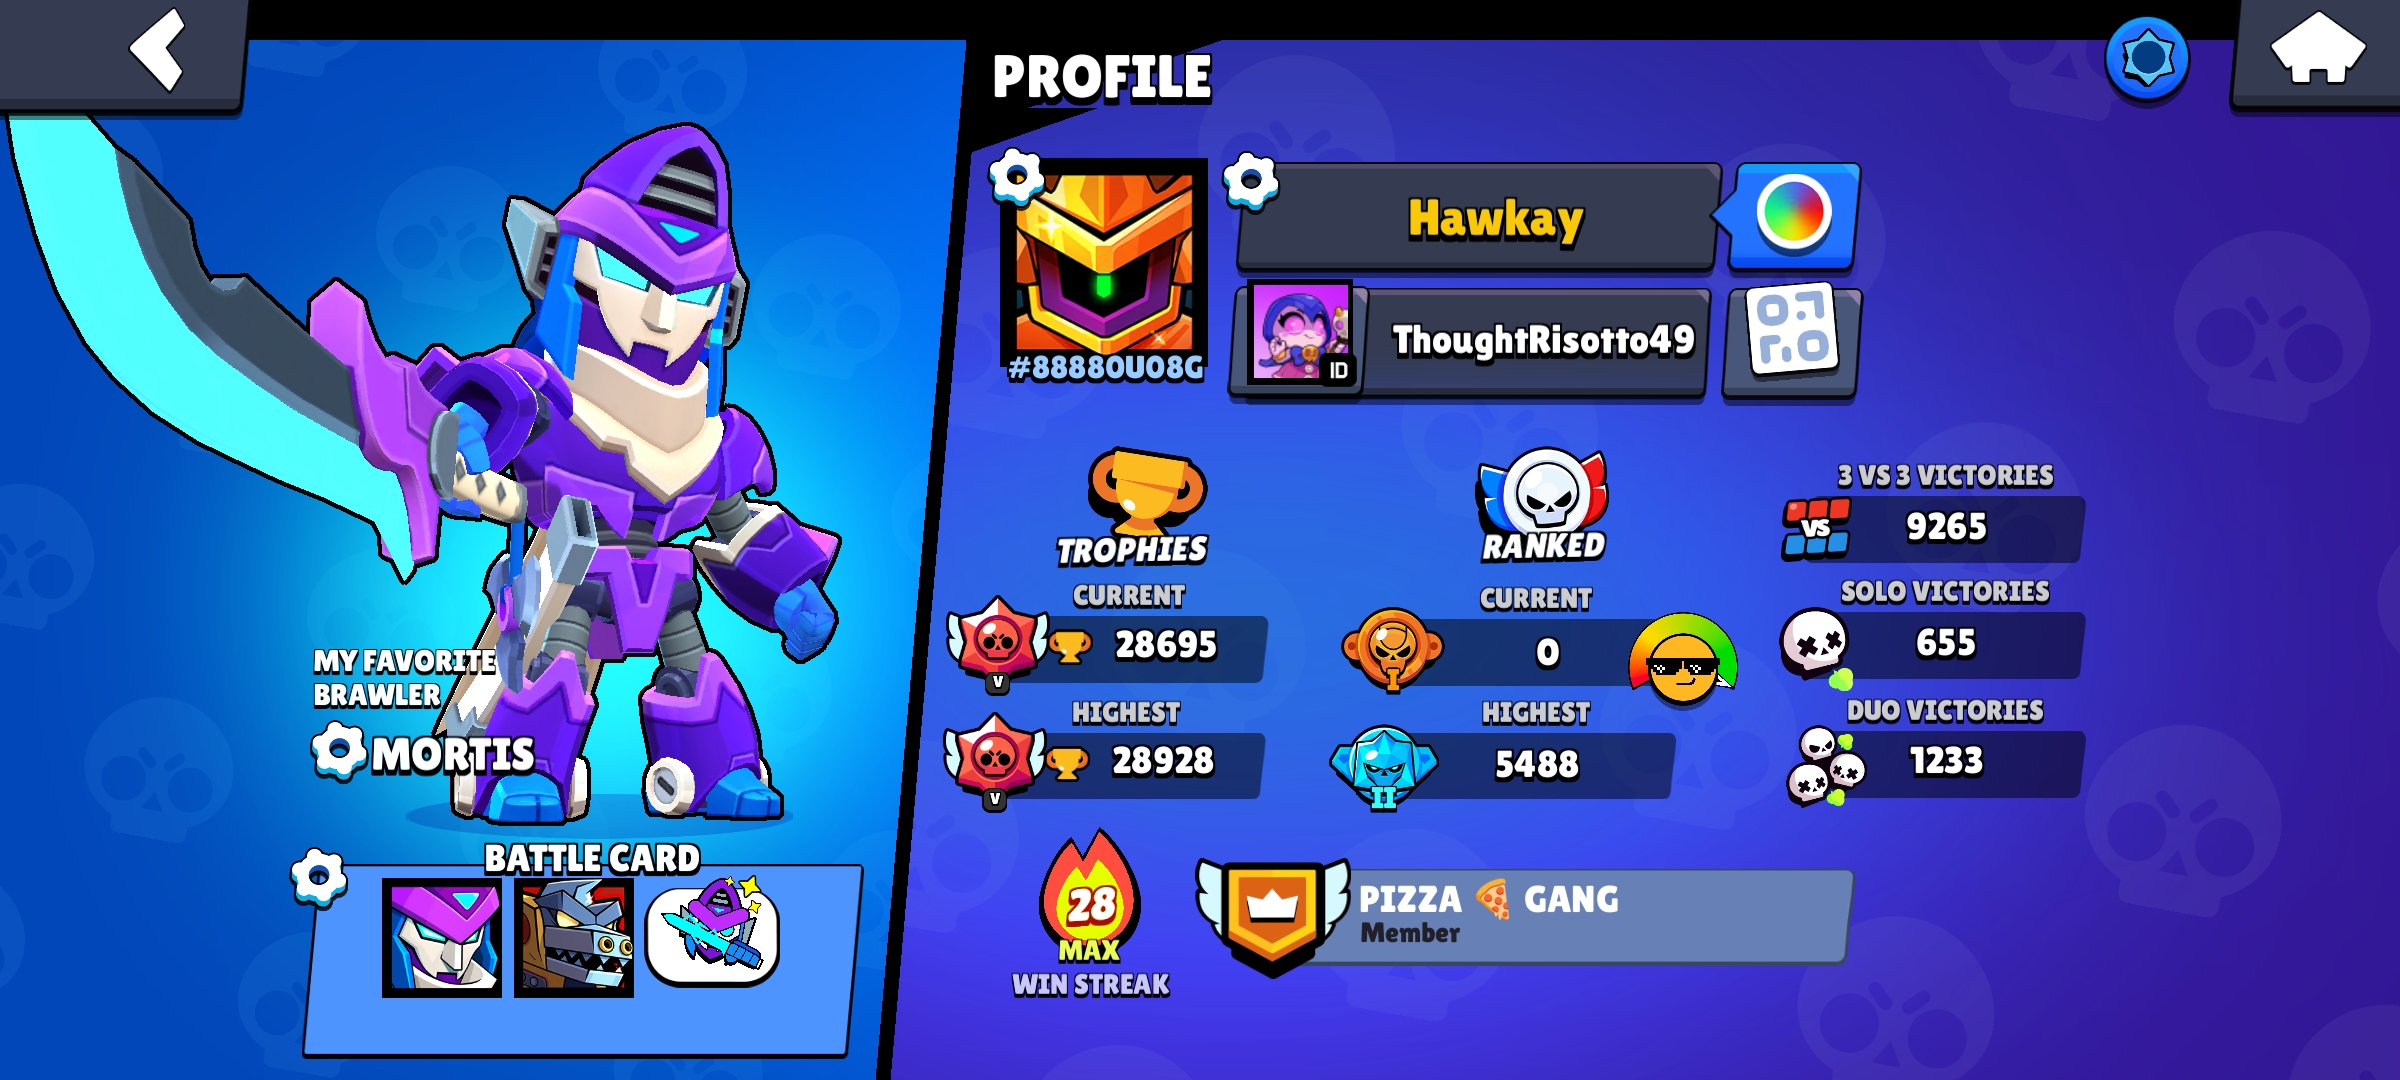 PROFILE
Hawkay
#88880U08G
ThoughtRisotto49
ID
TROPHIES
CURRENT
28695
V
HIGHEST
28928
V
RANKED
CURRENT
I
0
HIGHEST
II
5488
3 VS 3 VICTORIES
VS
9265
SOLO VICTORIES
655
DUO VICTORIES
1233
28
MAX
WIN STREAK
PIZZA 🍕 GANG
Member
MY FAVORITE
BRAWLER
MORTIS
BATTLE CARD